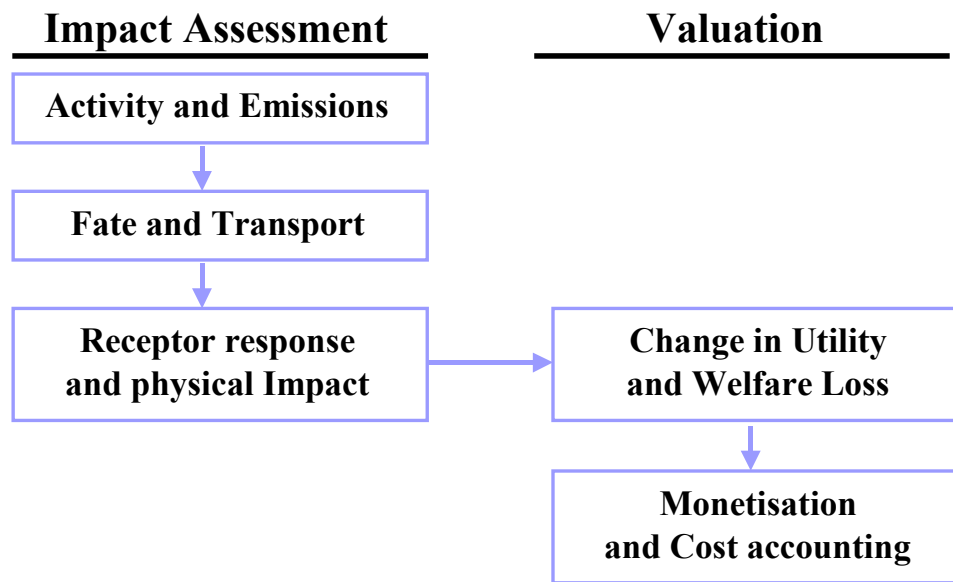 Impact Assessment
Valuation
Activity and Emissions
Fate and Transport
Receptor response
and physical Impact
Change in Utility
and Welfare Loss
Monetisation
and Cost accounting